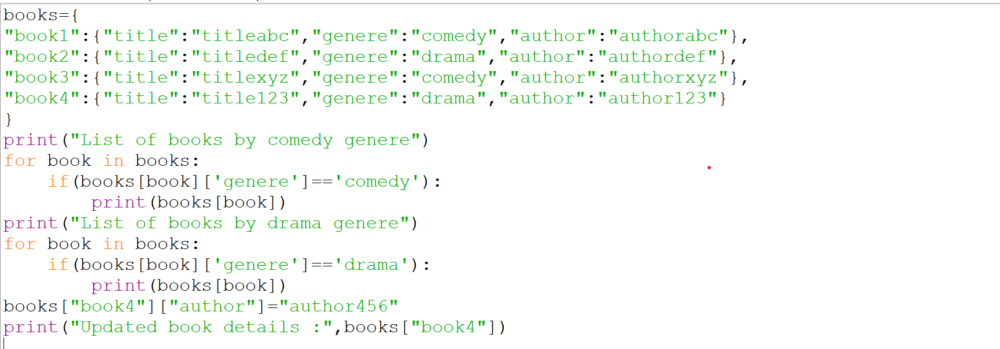 books={
"book1":{"title":"titleabc","genere":"comedy","author":"authorabc"},
"book2":{"title":"titledef","genere":"drama","author":"authordef"},
"book3":{"title":"titlexyz","genere":"comedy","author":"authorxyz"},
"book4":{"title":"title123","genere":"drama","author":"author123"}
}
print("List of books by comedy genere")
for book in books:
    if(books[book]['genere']=='comedy'):
        print(books[book])
print("List of books by drama genere")
for book in books:
    if(books[book]['genere']=='drama'):
        print(books[book])
books["book4"]["author"]="author456"
print("Updated book details :",books["book4"])